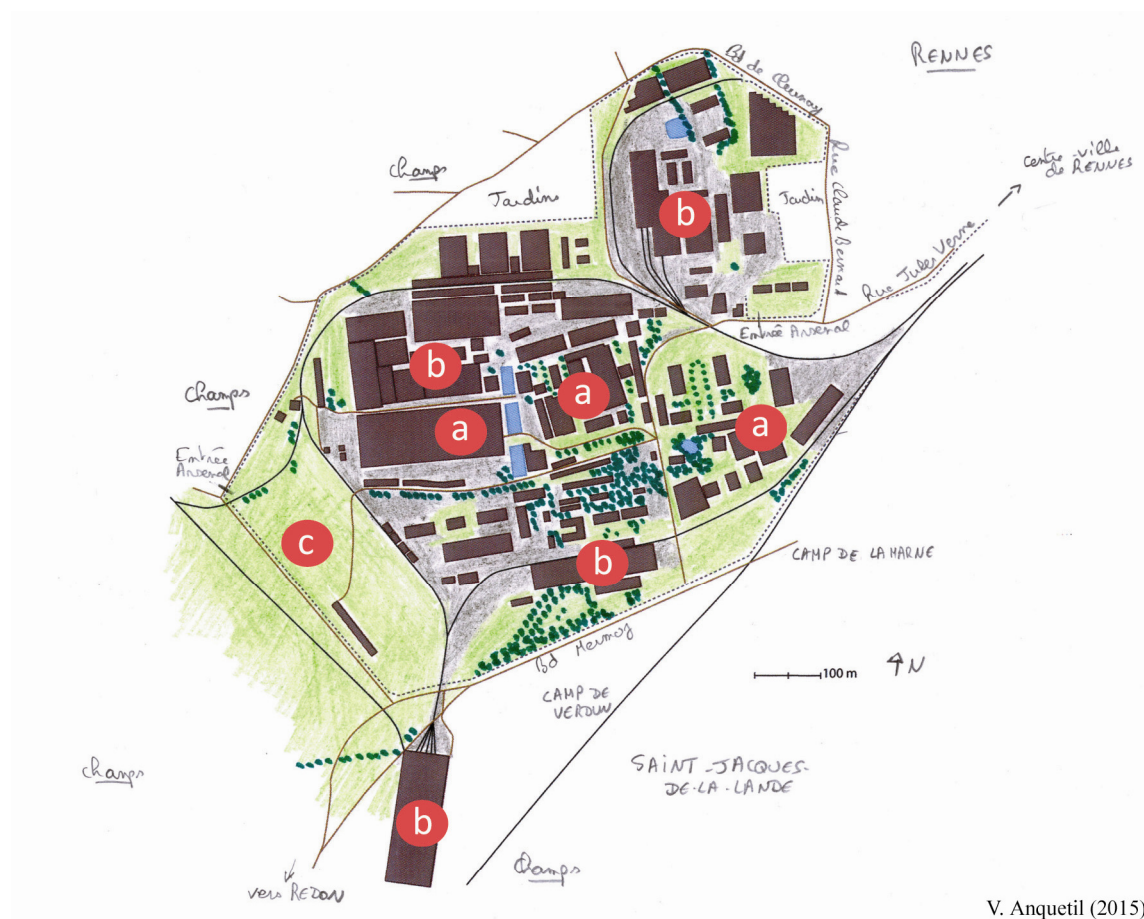 RENNES
Bd de Cleunay
Champs
Centre-ville
de RENNES
Jardins
Jardin
Rue Claude Bernard
b
Rue Jules Verne
Entrée Arsenal
b
a
Champs
a
a
Entrée
Arsenal
c
b
CAMP DE LA MARNE
Bd Mermoz
100 m
N
CAMP DE
VERDUN
SAINT-JACQUES-
DE-LA-LANDE
Champs
b
Champs
vers REDON
V. Anquetil (2015)